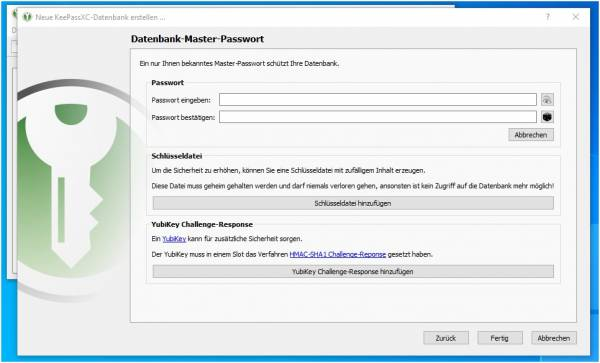 Neue KeePassXC-Datenbank erstellen ...
Datenbank-Master-Passwort
Ein nur Ihnen bekanntes Master-Passwort schützt Ihre Datenbank.
Passwort
Passwort eingeben:
Passwort bestätigen:
Abbrechen
Schlüsseldatei
Um die Sicherheit zu erhöhen, können Sie eine Schlüsseldatei mit zufälligem Inhalt erzeugen.
Diese Datei muss geheim gehalten werden und darf niemals verloren gehen, ansonsten ist kein Zugriff auf die Datenbank mehr möglich!
Schlüsseldatei hinzufügen
YubiKey Challenge-Response
Ein YubiKey kann für zusätzliche Sicherheit sorgen.
Der YubiKey muss in einem Slot das Verfahren HMAC-SHA1 Challenge-Reponse gesetzt haben.
YubiKey Challenge-Response hinzufügen
Zurück Fertig Abbrechen